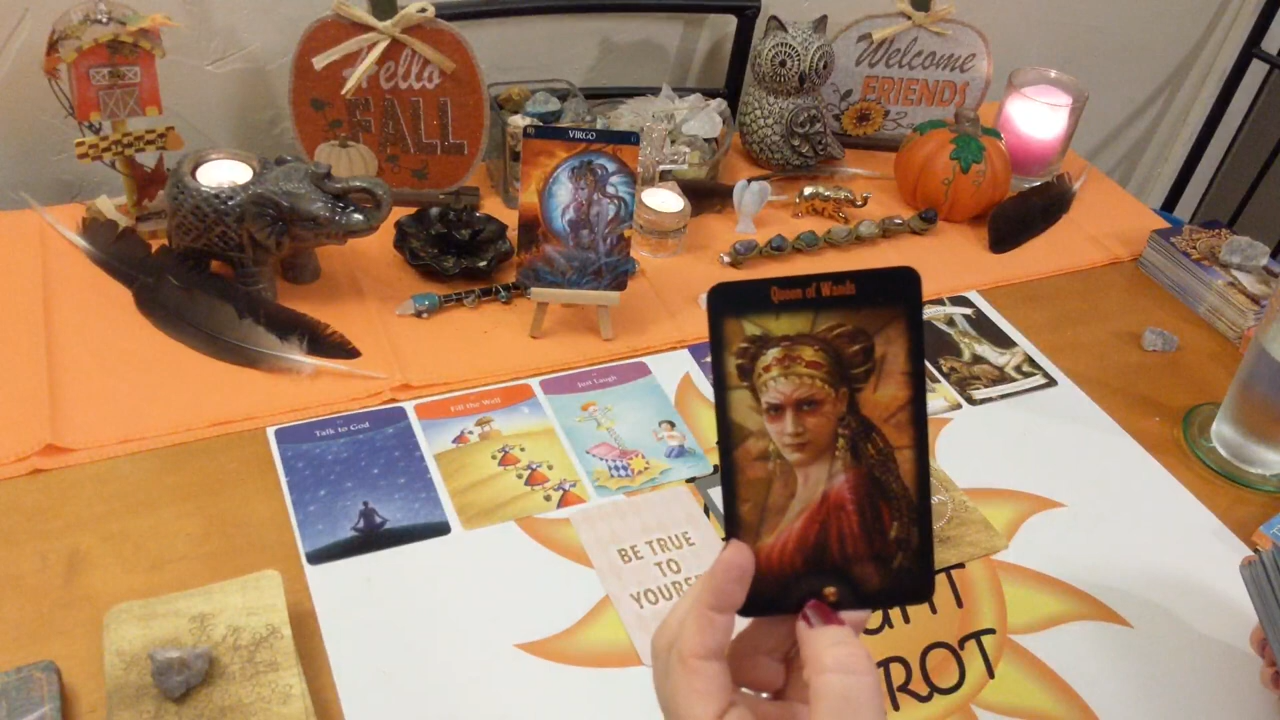 Hello
FALL
Welcome
FRIENDS
VIRGO
Queen of Wands
Talk to God
Fill the Well
Just Laugh
BE TRUE
TO
ROT